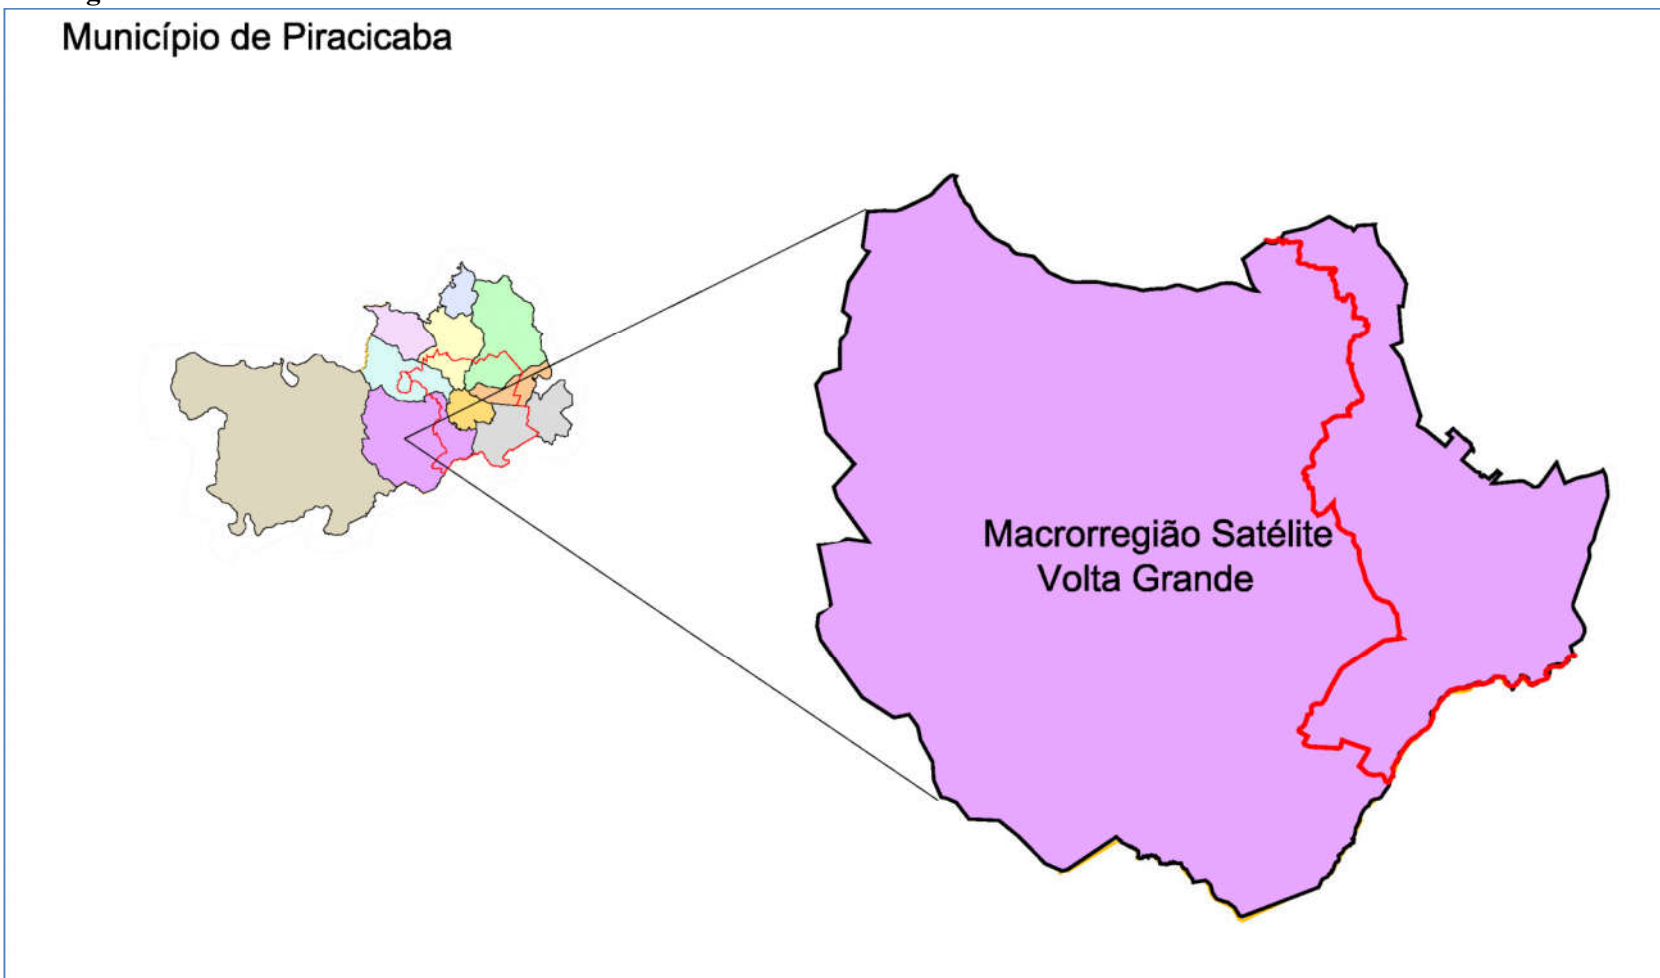 Município de Piracicaba
Macrorregião Satélite
Volta Grande